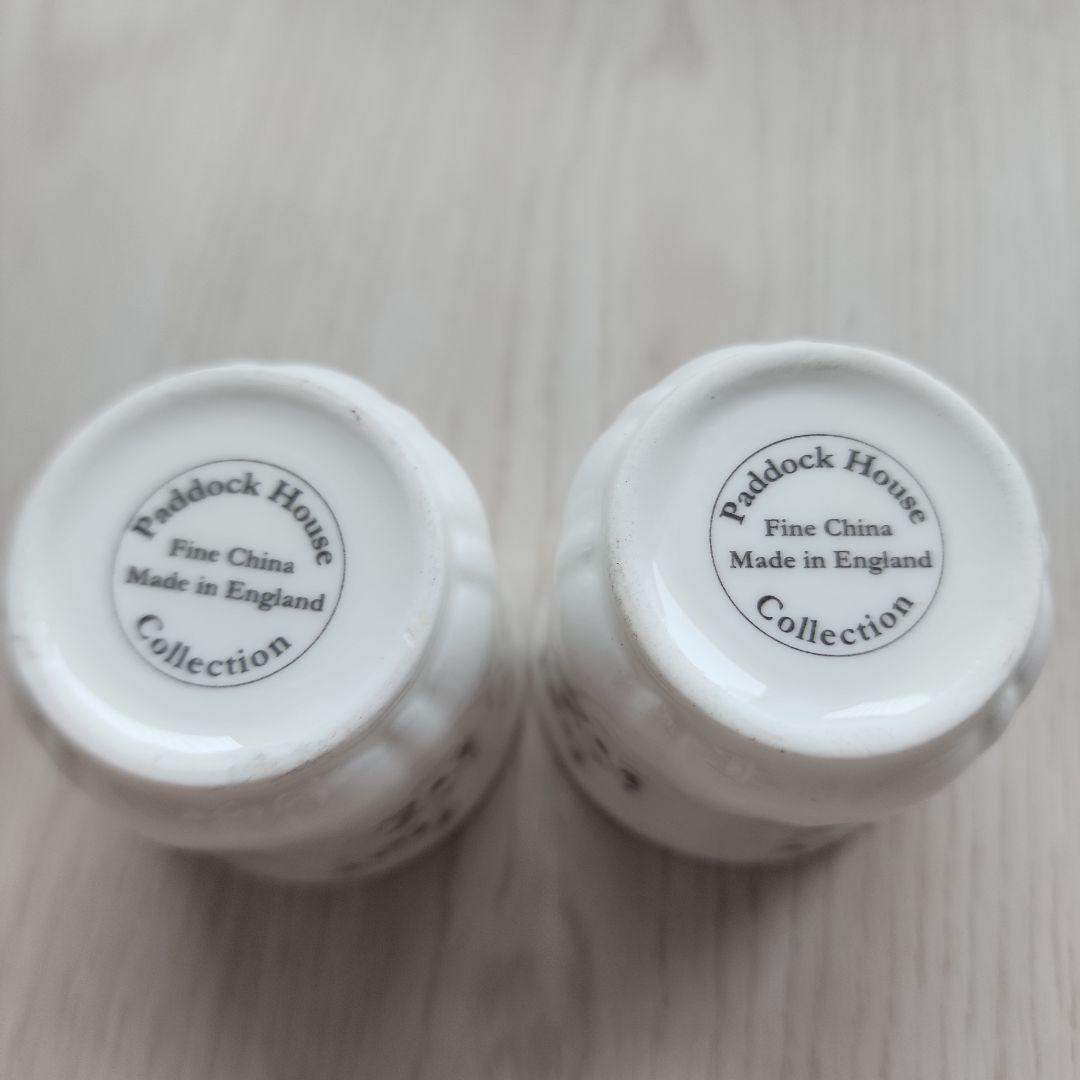 Paddock House
Fine China
Made in England
Collection
Paddock House
Fine China
Made in England
Collection